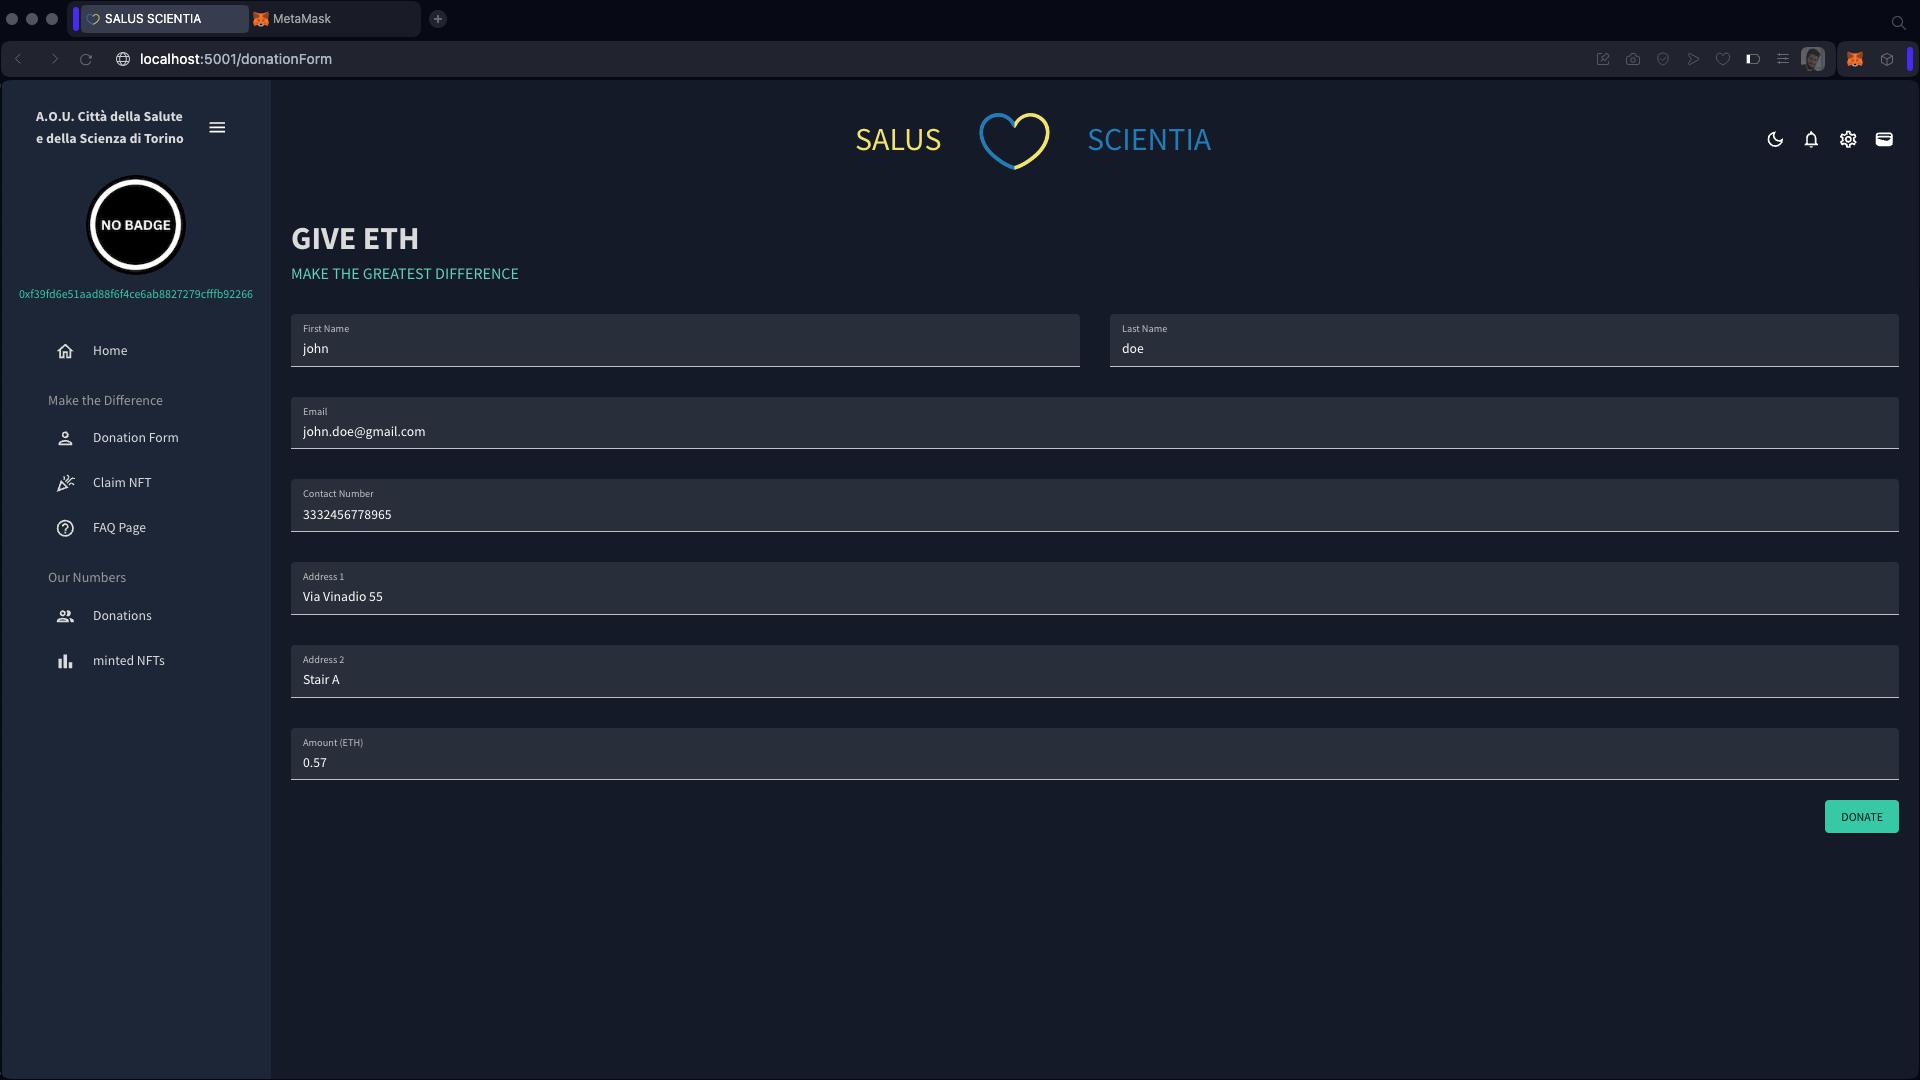 SALUS SCIENTIA
MetaMask
localhost:5001/donationForm
A.O.U. Città della Salute
e della Scienza di Torino
NO BADGE
0xf39fd6e51aad88f6f4ce6ab8827279cfffb92266
Home
Make the Difference
Donation Form
Claim NFT
FAQ Page
Our Numbers
Donations
minted NFTs
SALUS SCIENTIA
GIVE ETH
MAKE THE GREATEST DIFFERENCE
First Name
john
Last Name
doe
Email
john.doe@gmail.com
Contact Number
3332456778965
Address 1
Via Vinadio 55
Address 2
Stair A
Amount (ETH)
0.57
DONATE